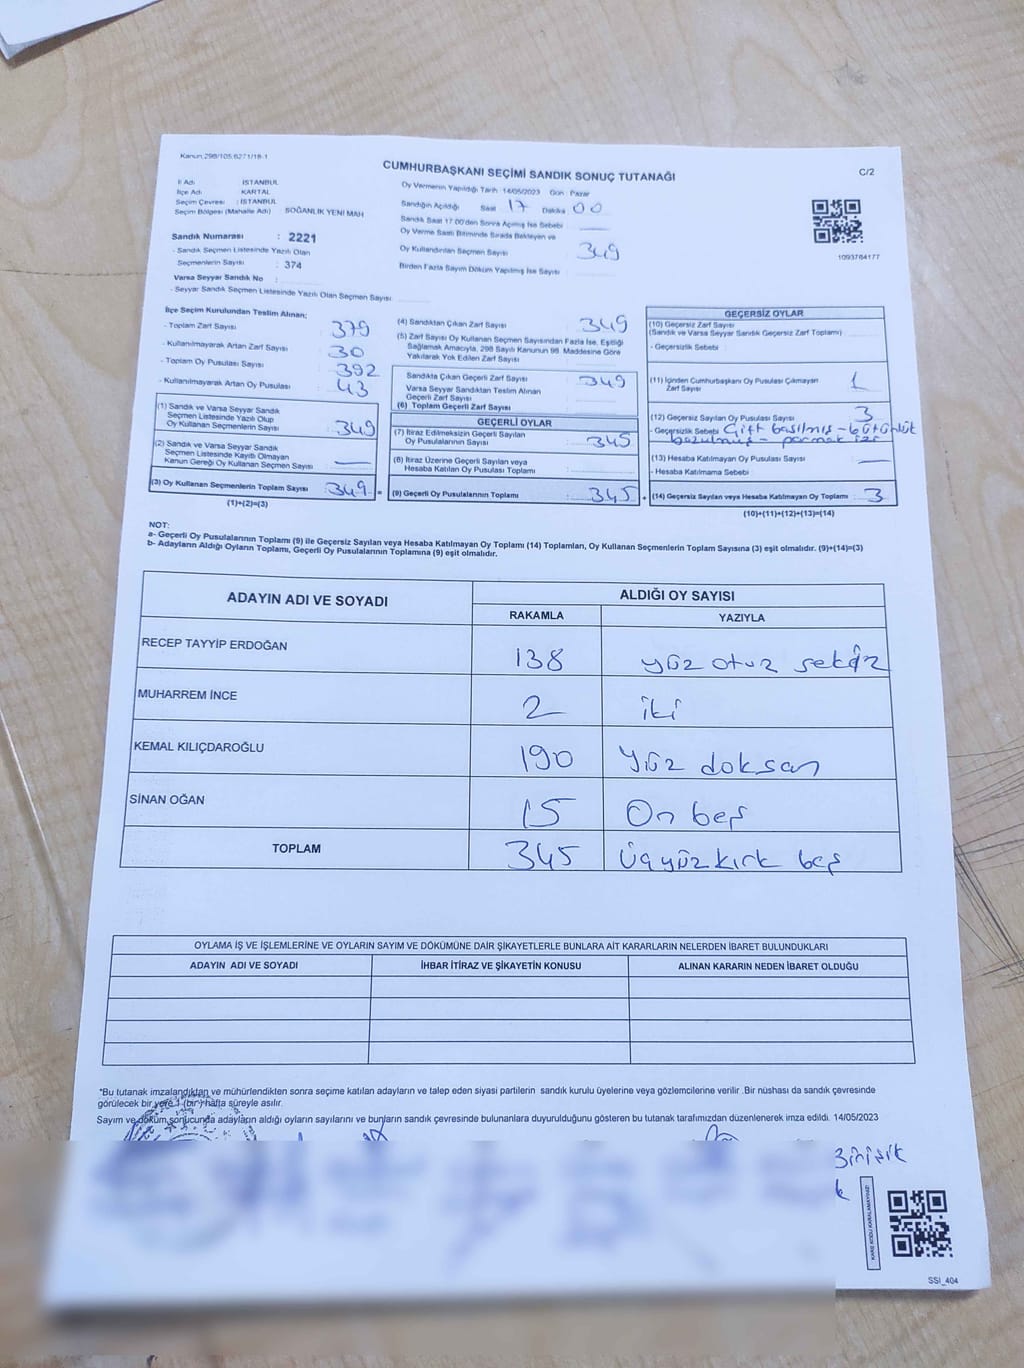 Kanun:298/105,6271/18-1
CUMHURBAŞKANI SEÇİMİ SANDIK SONUÇ TUTANAĞI
C/2
İl Adı : İSTANBUL
İlçe Adı : KARTAL
Seçim Çevresi : İSTANBUL
Seçim Bölgesi (Mahalle Adı) SOĞANLIK YENİ MAH
Sandık Numarası : 2221
- Sandık Seçmen Listesinde Yazılı Olan
Seçmenlerin Sayısı : 374
Varsa Seyyar Sandık No :
- Seyyar Sandık Seçmen Listesinde Yazılı Olan Seçmen Sayısı
Oy Vermenin Yapıldığı Tarih :14/05/2023 Gün : Pazar
Sandığın Açıldığı Saat 17 Dakika 00
Sandık Saat 17.00'den Sonra Açılmış İse Sebebi
Oy Verme Saati Bitiminde Sırada Bekleyen ve
Oy Kullandırılan Seçmen Sayısı 349
Birden Fazla Sayım Döküm Yapılmış İse Sayısı
1093764177
İlçe Seçim Kurulundan Teslim Alınan;
- Toplam Zarf Sayısı 379
- Kullanılmayarak Artan Zarf Sayısı 30
- Toplam Oy Pusulası Sayısı 392
- Kullanılmayarak Artan Oy Pusulası 43
(1) Sandık ve Varsa Seyyar Sandık
Seçmen Listesinde Yazılı Olup
Oy Kullanan Seçmenlerin Sayısı 349
(2) Sandık ve Varsa Seyyar Sandık
Seçmen Listesinde Kayıtlı Olmayan
Kanun Gereği Oy Kullanan Seçmen Sayısı —
(3) Oy Kullanan Seçmenlerin Toplam Sayısı : 349 =
(1)+(2)=(3)
(4) Sandıktan Çıkan Zarf Sayısı 349
(5) Zarf Sayısı Oy Kullanan Seçmen Sayısından Fazla İse, Eşitliği
Sağlamak Amacıyla, 298 Sayılı Kanunun 98. Maddesine Göre
Yakılarak Yok Edilen Zarf Sayısı
Sandıkta Çıkan Geçerli Zarf Sayısı 349
Varsa Seyyar Sandıktan Teslim Alınan
Geçerli Zarf Sayısı
(6) Toplam Geçerli Zarf Sayısı
GEÇERLİ OYLAR
(7) İtiraz Edilmeksizin Geçerli Sayılan
Oy Pusulasının Sayısı 345
(8) İtiraz Üzerine Geçerli Sayılan veya
Hesaba Katılan Oy Pusulası Toplamı
(9) Geçerli Oy Pusulalarının Toplamı 345 +
GEÇERSİZ OYLAR
(10) Geçersiz Zarf Sayısı
(Sandık ve Varsa Seyyar Sandık Geçersiz Zarf Toplamı)
- Geçersizlik Sebebi :
(11) İçinden Cumhurbaşkanı Oy Pusulası Çıkmayan
Zarf Sayısı 1
(12) Geçersiz Sayılan Oy Pusulası Sayısı 3
- Geçersizlik Sebebi Çift basılmış - bütünlük
bozulmuş - parmak izi
(13) Hesaba Katılmayan Oy Pusulası Sayısı —
- Hesaba Katılmama Sebebi :
(14) Geçersiz Sayılan veya Hesaba Katılmayan Oy Toplamı : 3
(10)+(11)+(12)+(13)=(14)
NOT:
a- Geçerli Oy Pusulalarının Toplamı (9) ile Geçersiz Sayılan veya Hesaba Katılmayan Oy Toplamı (14) Toplamları, Oy Kullanan Seçmenlerin Toplam Sayısına (3) eşit olmalıdır. (9)+(14)=(3)
b- Adayların Aldığı Oyların Toplamı, Geçerli Oy Pusulalarının Toplamına (9) eşit olmalıdır.
ADAYIN ADI VE SOYADI
ALDIĞI OY SAYISI
RAKAMLA YAZIYLA
RECEP TAYYİP ERDOĞAN 138 yüz otuz sekiz
MUHARREM İNCE 2 iki
KEMAL KILIÇDAROĞLU 190 Yüz doksan
SİNAN OĞAN 15 On beş
TOPLAM 345 üçyüzkırk beş
OYLAMA İŞ VE İŞLEMLERİNE VE OYLARIN SAYIM VE DÖKÜMÜNE DAİR ŞİKAYETLERLE BUNLARA AİT KARARLARIN NELERDEN İBARET BULUNDUKLARI
ADAYIN ADI VE SOYADI İHBAR İTİRAZ VE ŞİKAYETİN KONUSU ALINAN KARARIN NEDEN İBARET OLDUĞU
*Bu tutanak imzalandıktan ve mühürlendikten sonra seçime katılan adayların ve talep eden siyasi partilerin sandık kurulu üyelerine veya gözlemcilerine verilir .Bir nüshası da sandık çevresinde
görülecek bir yere 1 (bir) hafta süreyle asılır.
Sayım ve döküm sonucunda adayların aldığı oyların sayılarını ve bunların sandık çevresinde bulunanlara duyurulduğunu gösteren bu tutanak tarafımızdan düzenlenerek imza edildi. 14/05/2023
KARE KODU KARALAMAYINIZ!
SSI_404